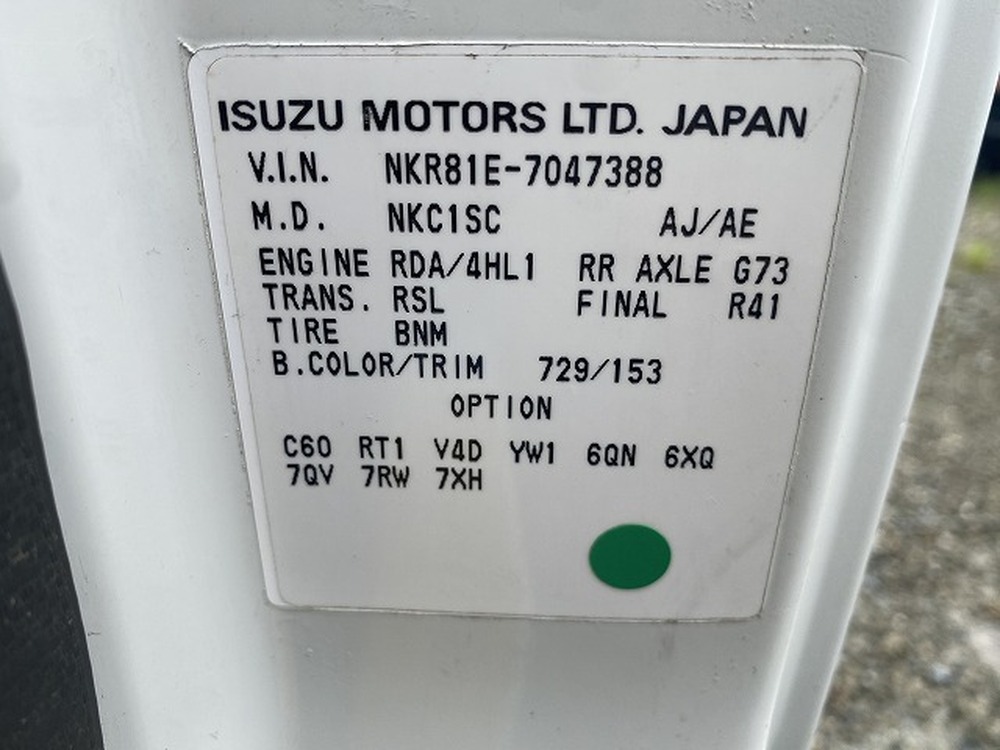 ISUZU MOTORS LTD. JAPAN
V.I.N. NKR81E-7047388
M.D. NKC1SC AJ/AE
ENGINE RDA/4HL1 RR AXLE G73
TRANS. RSL FINAL R41
TIRE BNM
B.COLOR/TRIM 729/153
OPTION
C60 RT1 V4D YW1 6QN 6XQ
7QV 7RW 7XH